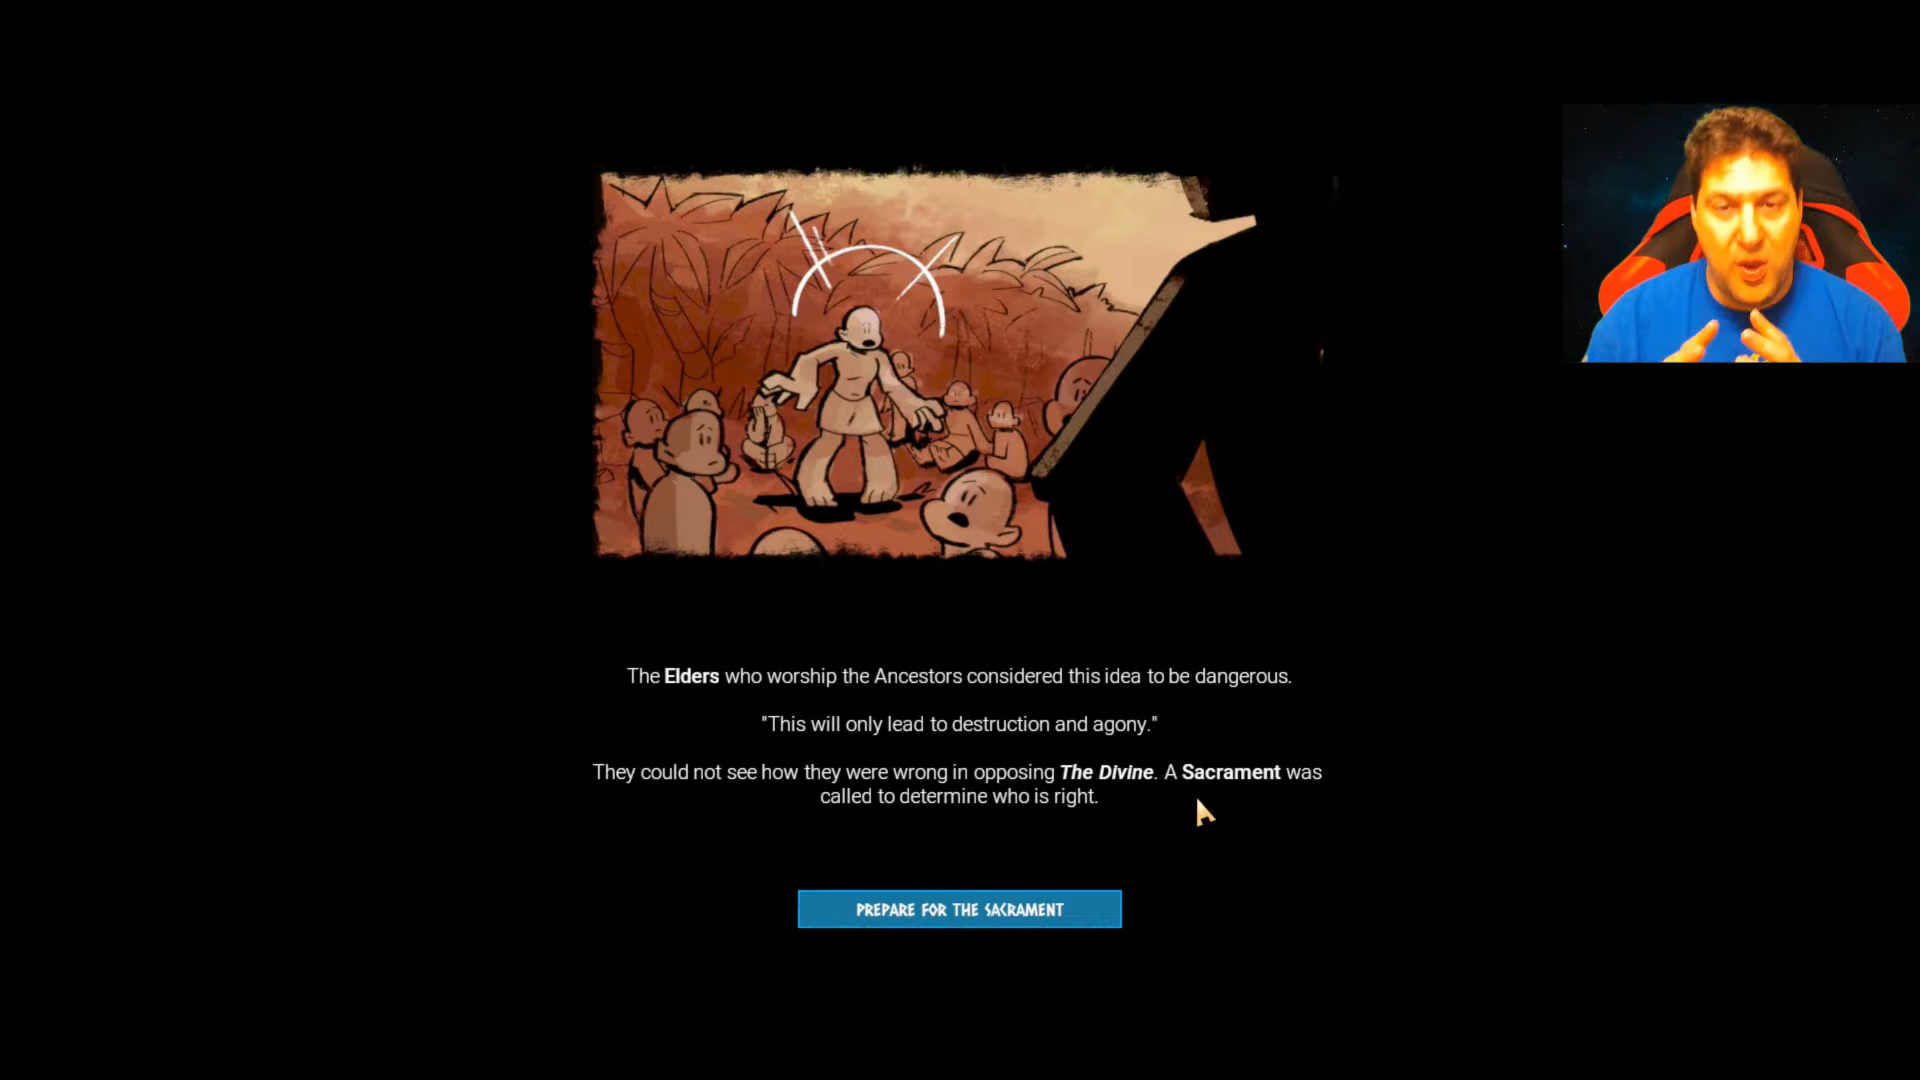 The Elders who worship the Ancestors considered this idea to be dangerous.
"This will only lead to destruction and agony."
They could not see how they were wrong in opposing The Divine. A Sacrament was
called to determine who is right.
PREPARE FOR THE SACRAMENT